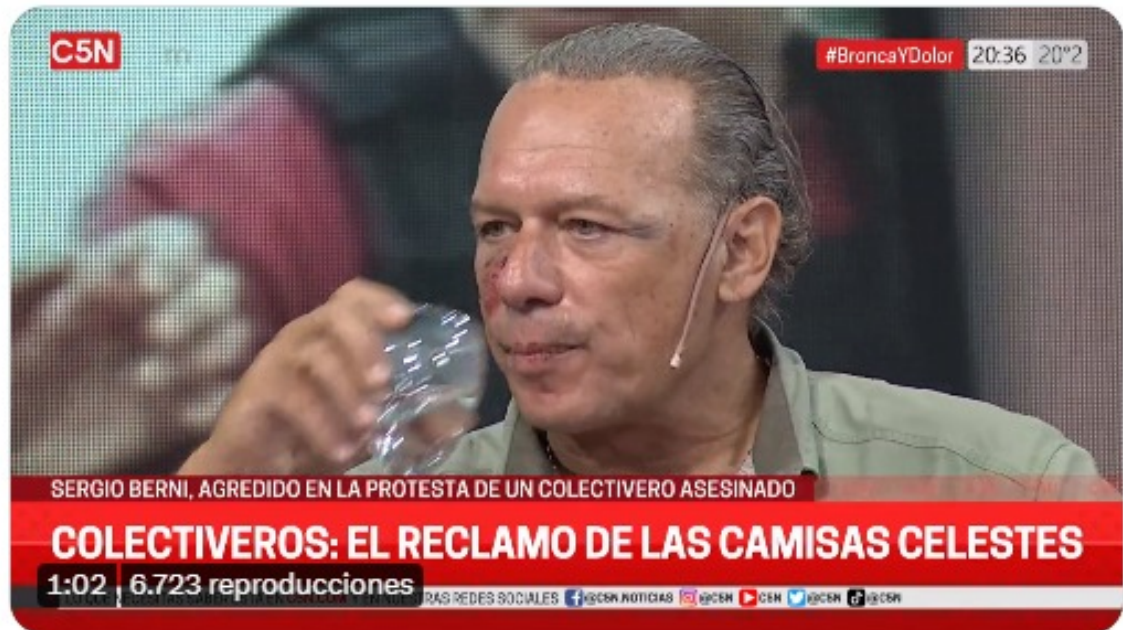 C5N
#BroncaYDolor 20:36 20°2
SERGIO BERNI, AGREDIDO EN LA PROTESTA DE UN COLECTIVERO ASESINADO
COLECTIVEROS: EL RECLAMO DE LAS CAMISAS CELESTES
1:02 6.723 reproducciones
RAS REDES SOCIALES @C5N.NOTICIAS @C5N C5N @C5N @C5N